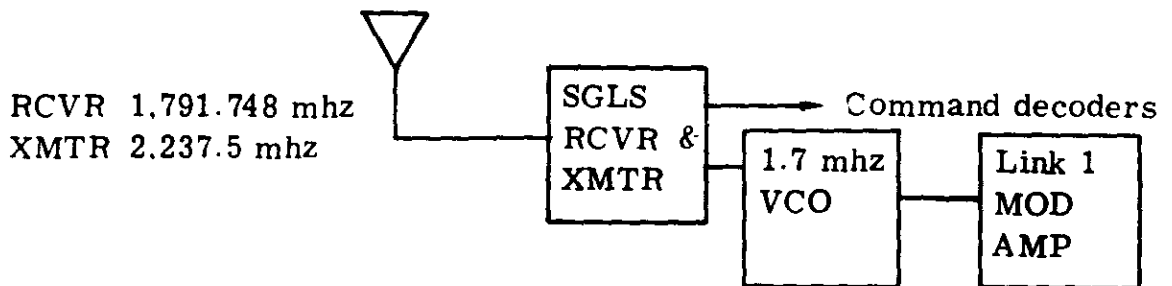 RCVR 1,791.748 mhz
XMTR 2,237.5 mhz
SGLS
RCVR &
XMTR
Command decoders
1.7 mhz
VCO
Link 1
MOD
AMP